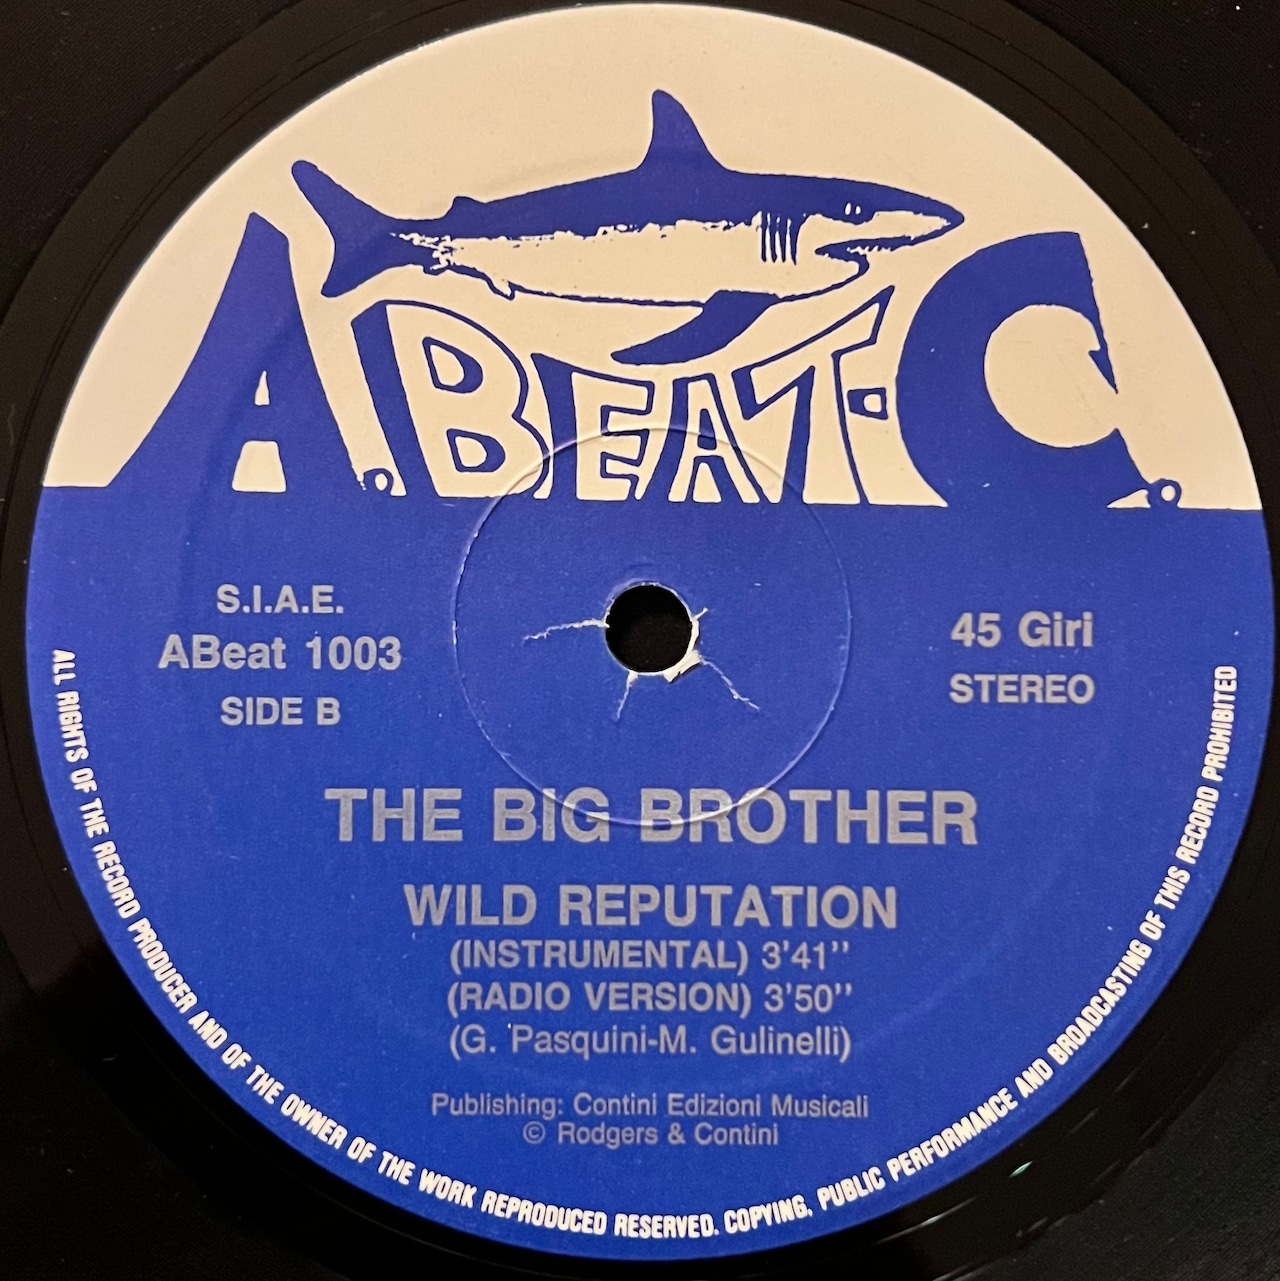 A.BEAT-C.
S.I.A.E.
ABeat 1003
SIDE B
45 Giri
STEREO
THE BIG BROTHER
WILD REPUTATION
(INSTRUMENTAL) 3'41''
(RADIO VERSION) 3'50''
(G. Pasquini-M. Gulinelli)
Publishing: Contini Edizioni Musicali
© Rodgers & Contini
ALL RIGHTS OF THE RECORD PRODUCER AND OF THE OWNER OF THE WORK REPRODUCED RESERVED. COPYING, PUBLIC PERFORMANCE AND BROADCASTING OF THIS RECORD PROHIBITED